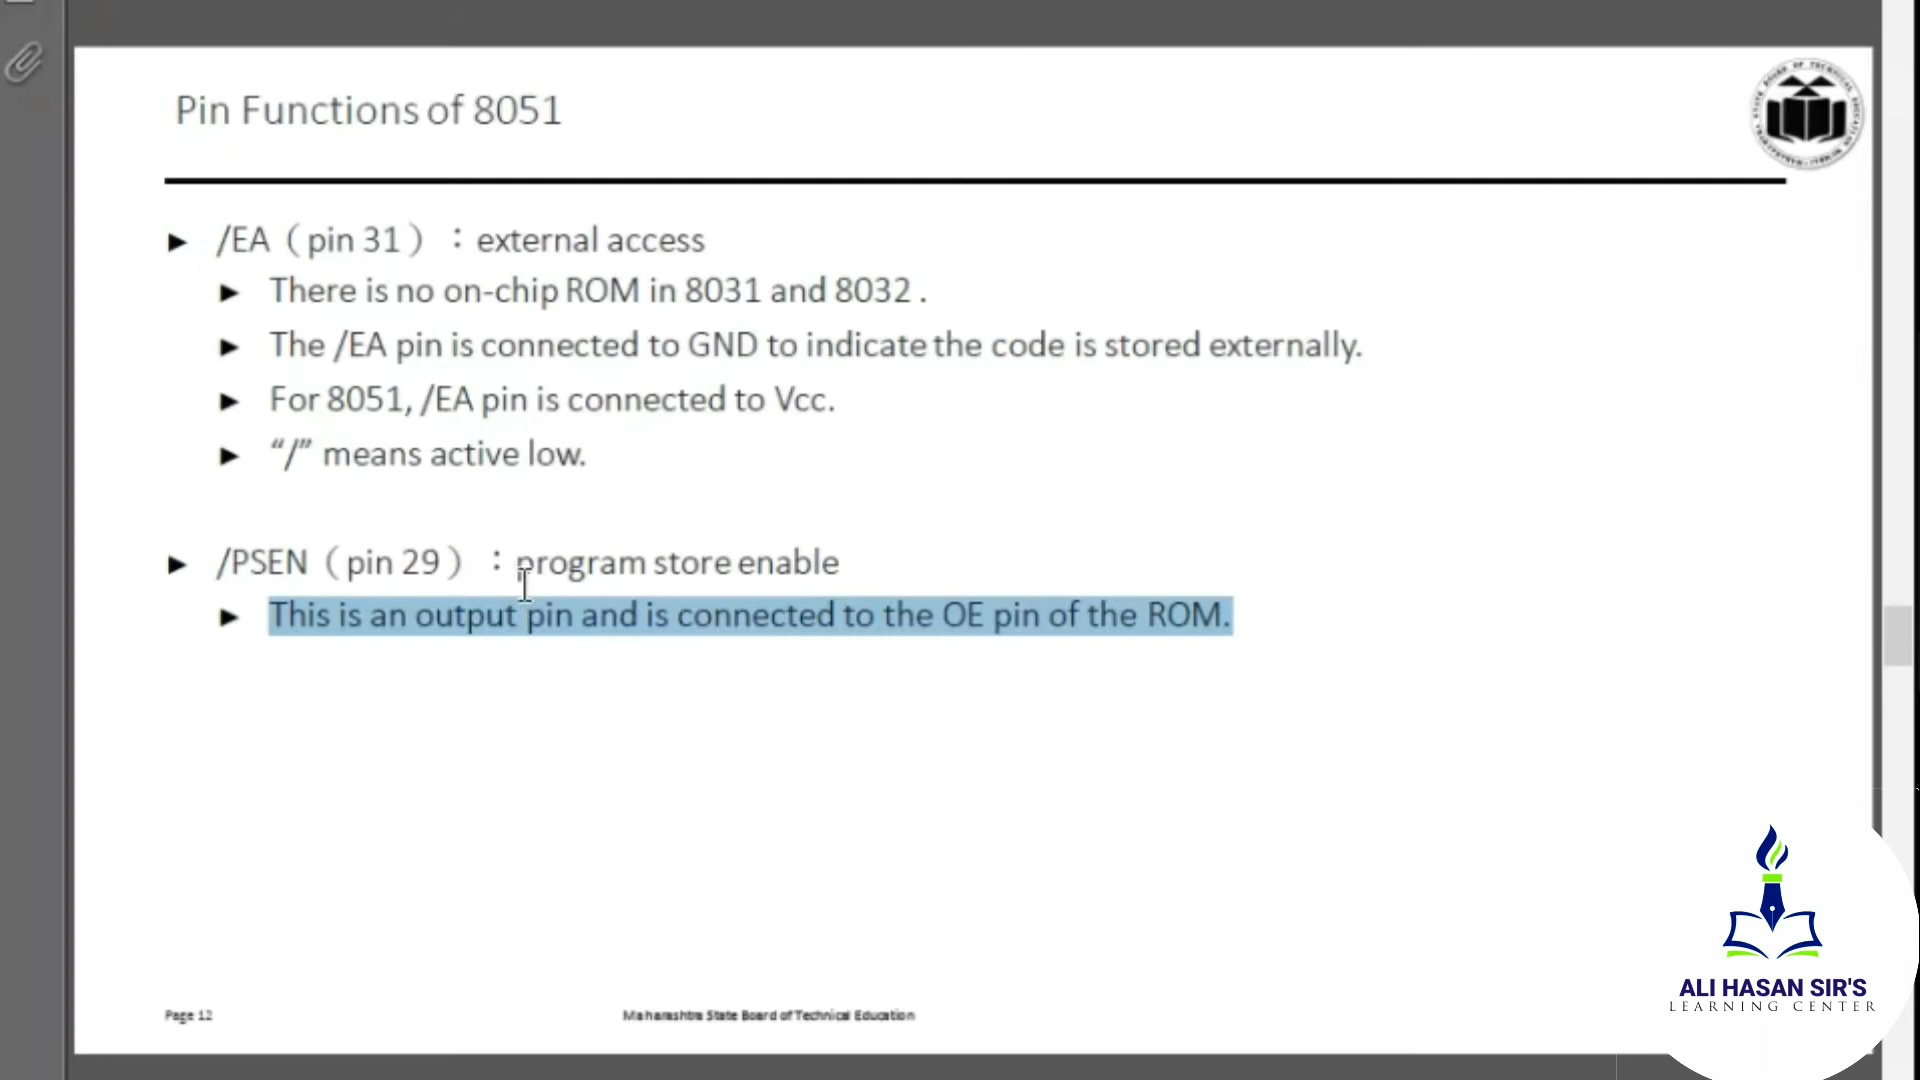 Pin Functions of 8051
► /EA（pin 31）：external access
► There is no on-chip ROM in 8031 and 8032 .
► The /EA pin is connected to GND to indicate the code is stored externally.
► For 8051, /EA pin is connected to Vcc.
► “/” means active low.
► /PSEN（pin 29）：program store enable
► This is an output pin and is connected to the OE pin of the ROM.
Page 12
Maharashtra State Board of Technical Education
ALI HASAN SIR'S
LEARNING CENTER